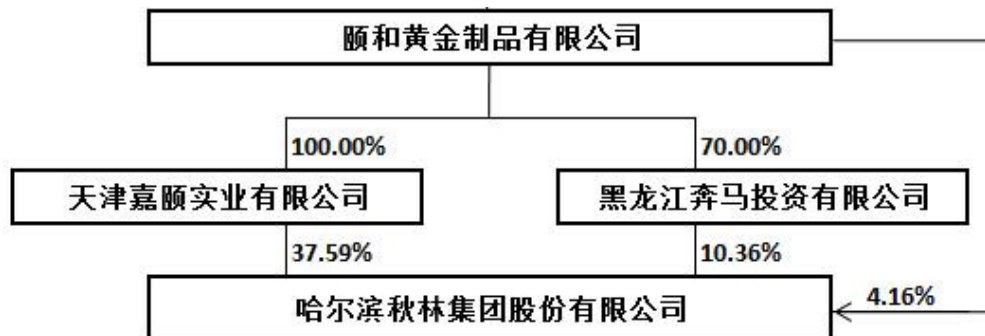 颐和黄金制品有限公司
100.00%
70.00%
天津嘉颐实业有限公司
黑龙江奔马投资有限公司
37.59%
10.36%
哈尔滨秋林集团股份有限公司
4.16%